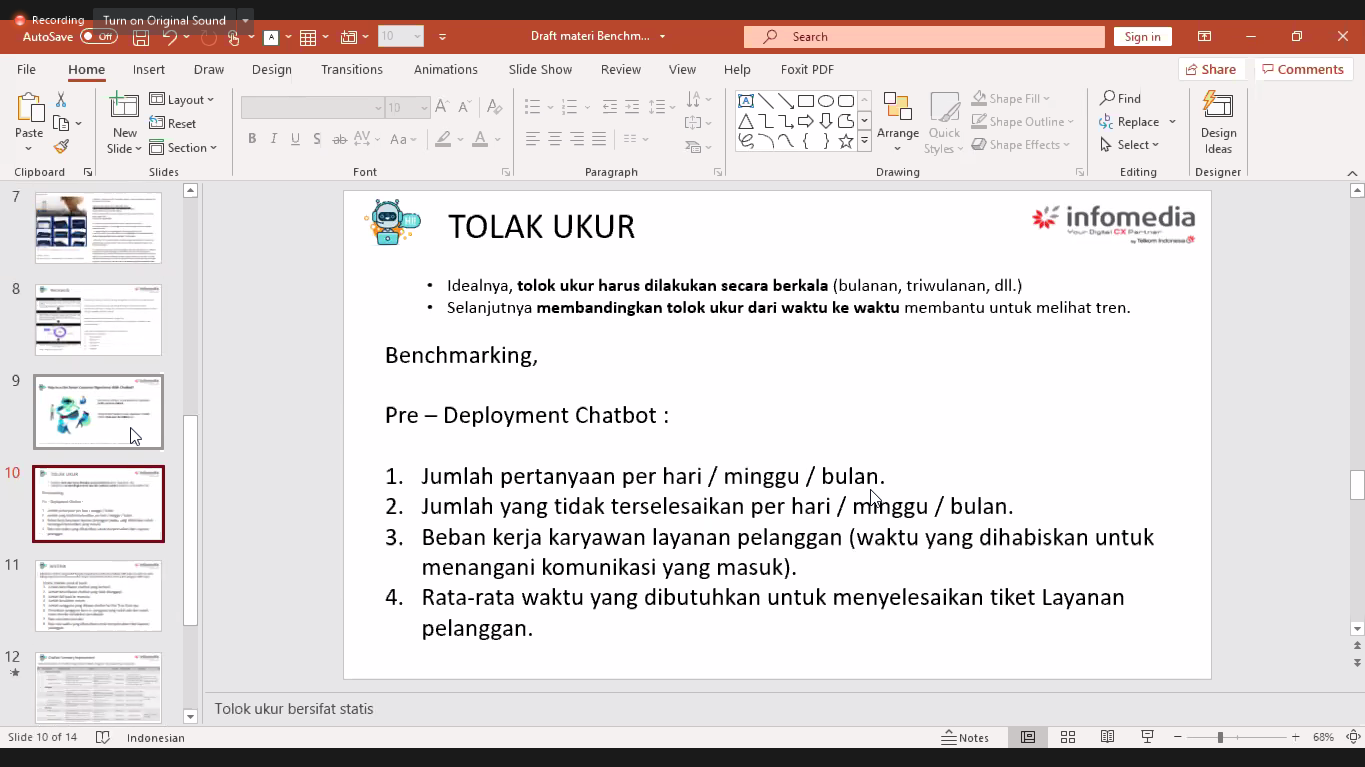 Recording
Turn on Original Sound
AutoSave Off
10
Draft materi Benchm...
Search
Sign in
File Home Insert Draw Design Transitions Animations Slide Show Review View Help Foxit PDF
Share Comments
Paste
New Slide
Layout
Reset
Section
10
B I U S ab AV Aa
Arrange
Quick Styles
Shape Fill
Shape Outline
Shape Effects
Find
Replace
Select
Design Ideas
Clipboard Slides Font Paragraph Drawing Editing Designer
7
8
9
10
11
12
TOLAK UKUR
infomedia
Your Digital CX Partner
by Telkom Indonesia
• Idealnya, tolok ukur harus dilakukan secara berkala (bulanan, triwulanan, dll.)
• Selanjutnya membandingkan tolok ukur dari waktu ke waktu membantu untuk melihat tren.
Benchmarking,
Pre – Deployment Chatbot :
1. Jumlah pertanyaan per hari / minggu / bulan.
2. Jumlah yang tidak terselesaikan per hari / minggu / bulan.
3. Beban kerja karyawan layanan pelanggan (waktu yang dihabiskan untuk
menangani komunikasi yang masuk).
4. Rata-rata waktu yang dibutuhkan untuk menyelesaikan tiket Layanan
pelanggan.
Tolok ukur bersifat statis
Slide 10 of 14
Indonesian
Notes
68%